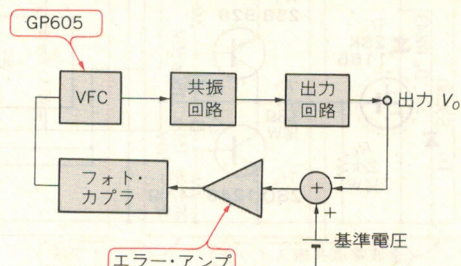 GP605
VFC
共振
回路
出力
回路
出力 Vo
フォト・
カプラ
−
+
+
基準電圧
エラー・アンプ